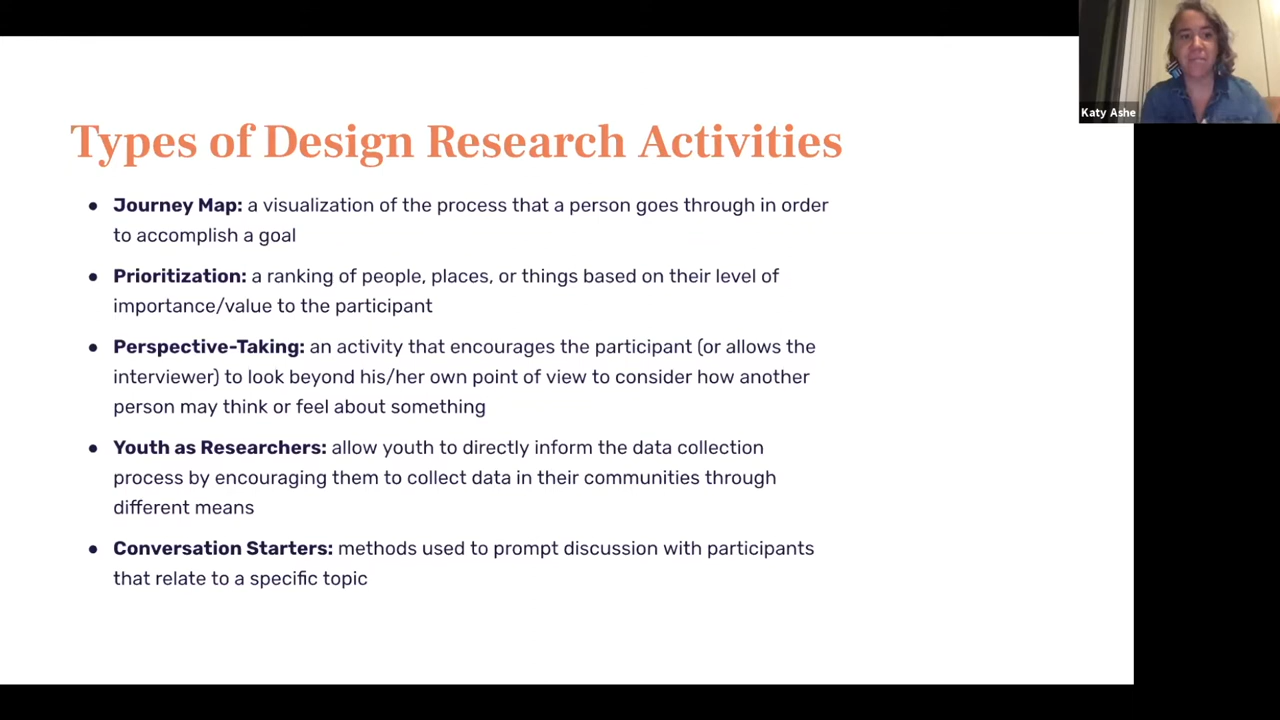 Katy Ashe
Types of Design Research Activities
● Journey Map: a visualization of the process that a person goes through in order
to accomplish a goal
● Prioritization: a ranking of people, places, or things based on their level of
importance/value to the participant
● Perspective-Taking: an activity that encourages the participant (or allows the
interviewer) to look beyond his/her own point of view to consider how another
person may think or feel about something
● Youth as Researchers: allow youth to directly inform the data collection
process by encouraging them to collect data in their communities through
different means
● Conversation Starters: methods used to prompt discussion with participants
that relate to a specific topic